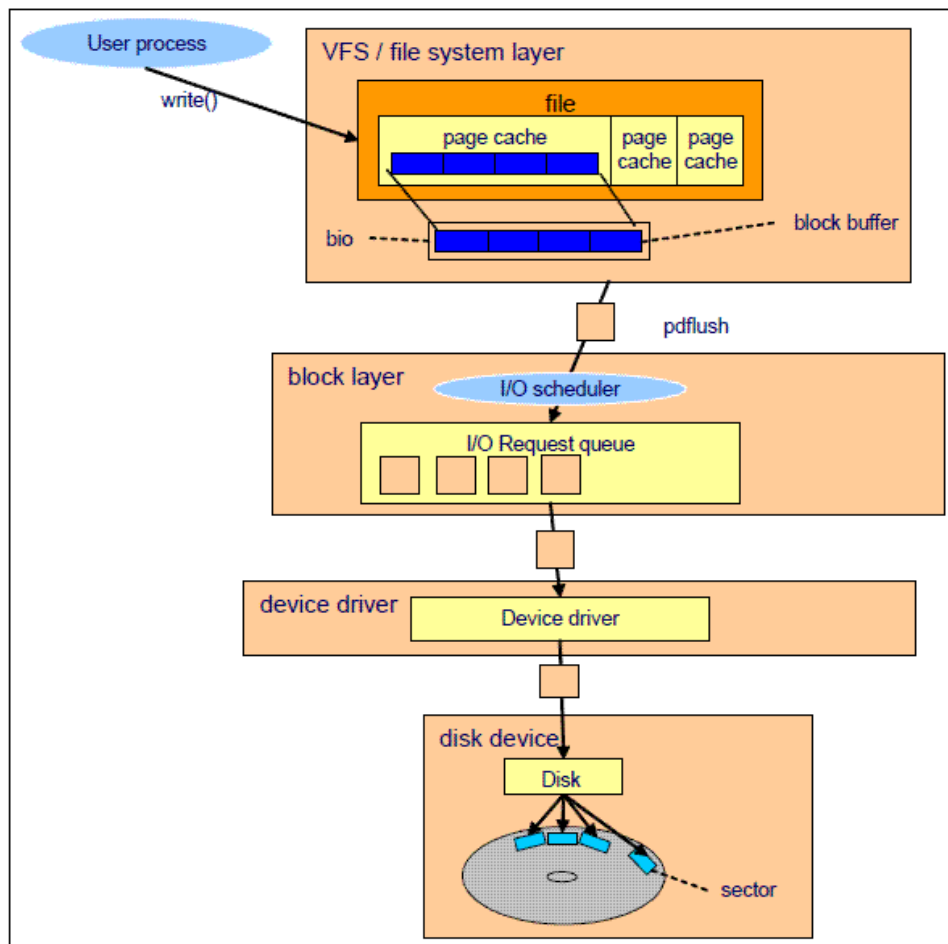 User process
write()
VFS / file system layer
file
page cache
page
cache
page
cache
bio
block buffer
pdflush
block layer
I/O scheduler
I/O Request queue
device driver
Device driver
disk device
Disk
sector